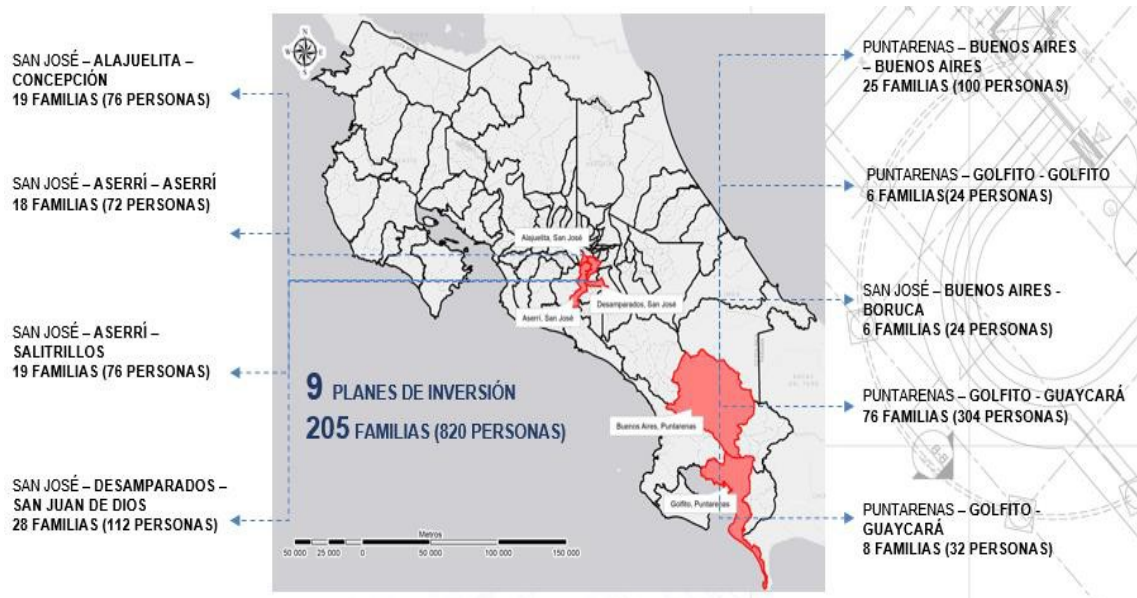 SAN JOSÉ – ALAJUELITA –
CONCEPCIÓN
19 FAMILIAS (76 PERSONAS)
SAN JOSÉ – ASERRÍ – ASERRÍ
18 FAMILIAS (72 PERSONAS)
SAN JOSÉ – ASERRÍ –
SALITRILLOS
19 FAMILIAS (76 PERSONAS)
SAN JOSÉ – DESAMPARADOS –
SAN JUAN DE DIOS
28 FAMILIAS (112 PERSONAS)
N
W E
S
Alajuelita, San José
Desamparados, San José
Aserrí, San José
Buenos Aires, Puntarenas
Golfito, Puntarenas
9 PLANES DE INVERSIÓN
205 FAMILIAS (820 PERSONAS)
Metros
50 000 25 000 0 50 000 100 000 150 000
PUNTARENAS – BUENOS AIRES
– BUENOS AIRES
25 FAMILIAS (100 PERSONAS)
PUNTARENAS – GOLFITO - GOLFITO
6 FAMILIAS(24 PERSONAS)
SAN JOSÉ – BUENOS AIRES -
BORUCA
6 FAMILIAS (24 PERSONAS)
PUNTARENAS – GOLFITO - GUAYCARÁ
76 FAMILIAS (304 PERSONAS)
PUNTARENAS – GOLFITO -
GUAYCARÁ
8 FAMILIAS (32 PERSONAS)
B-B